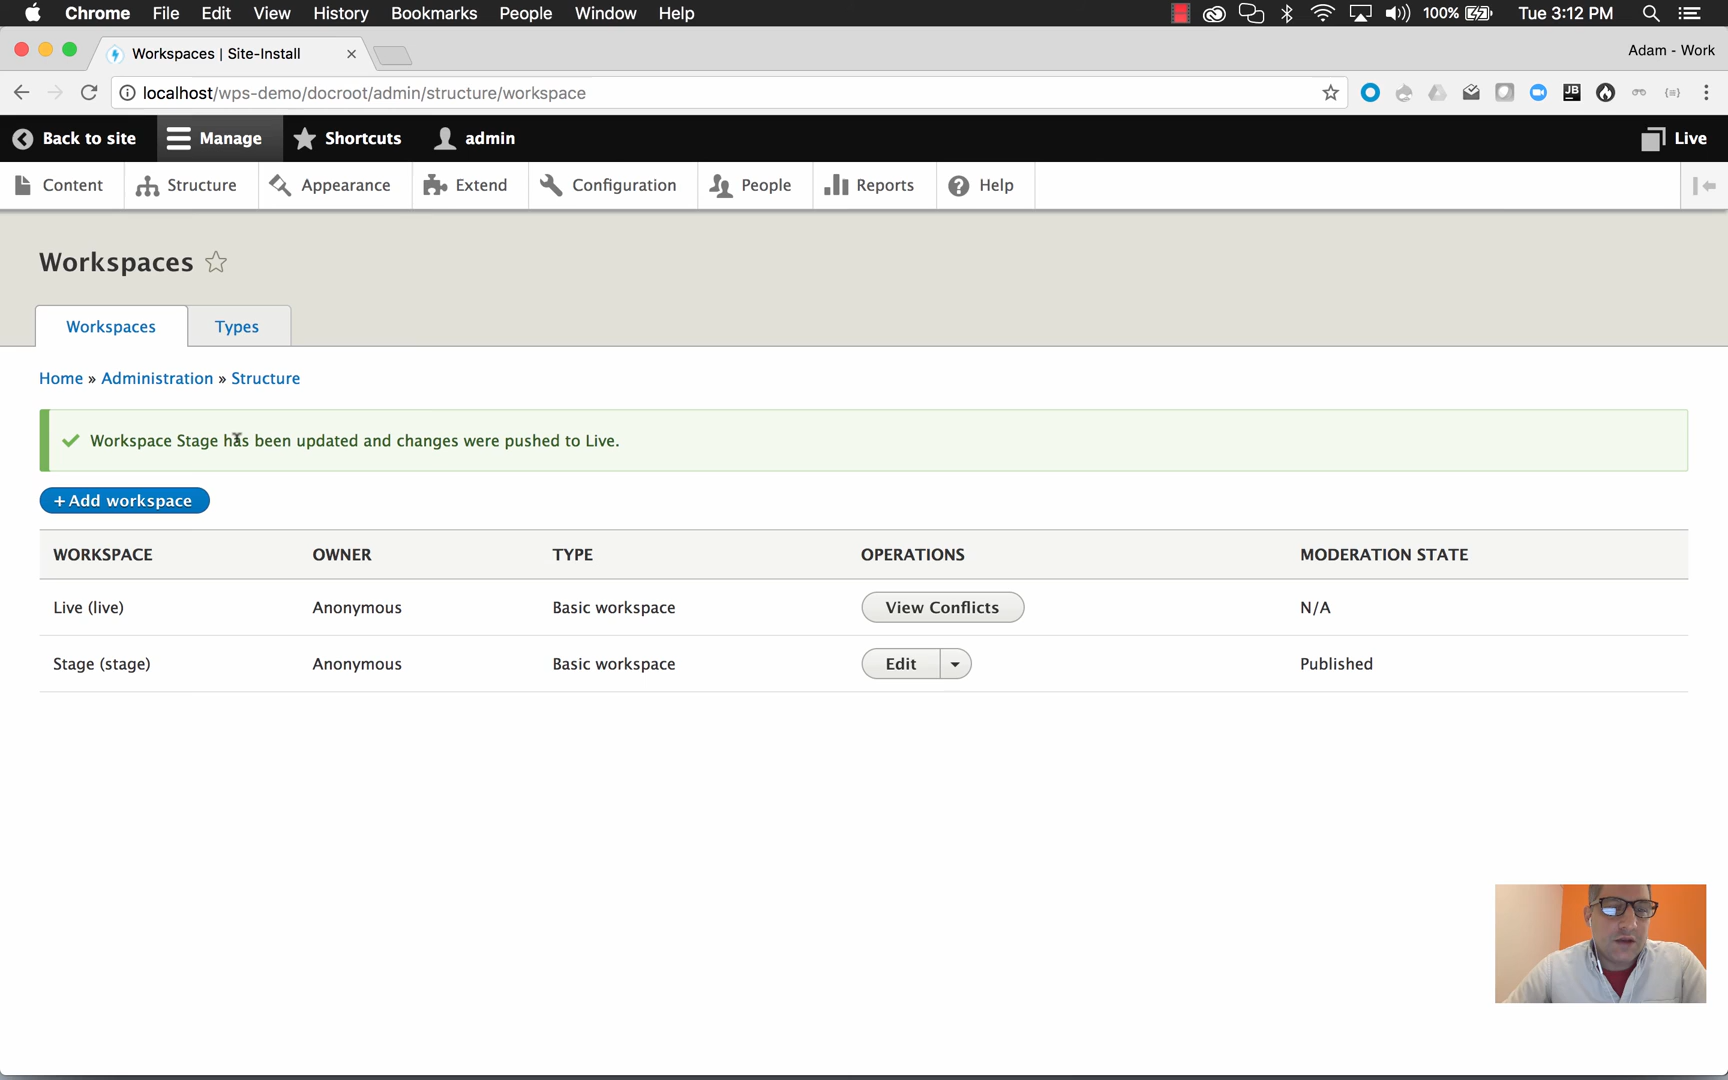 Chrome File Edit View History Bookmarks People Window Help 100% Tue 3:12 PM
Workspaces | Site-Install Adam - Work
localhost/wps-demo/docroot/admin/structure/workspace JB
Back to site Manage Shortcuts admin Live
Content Structure Appearance Extend Configuration People Reports Help
Workspaces
Workspaces Types
Home » Administration » Structure
Workspace Stage has been updated and changes were pushed to Live.
+ Add workspace
WORKSPACE OWNER TYPE OPERATIONS MODERATION STATE
Live (live) Anonymous Basic workspace View Conflicts N/A
Stage (stage) Anonymous Basic workspace Edit Published